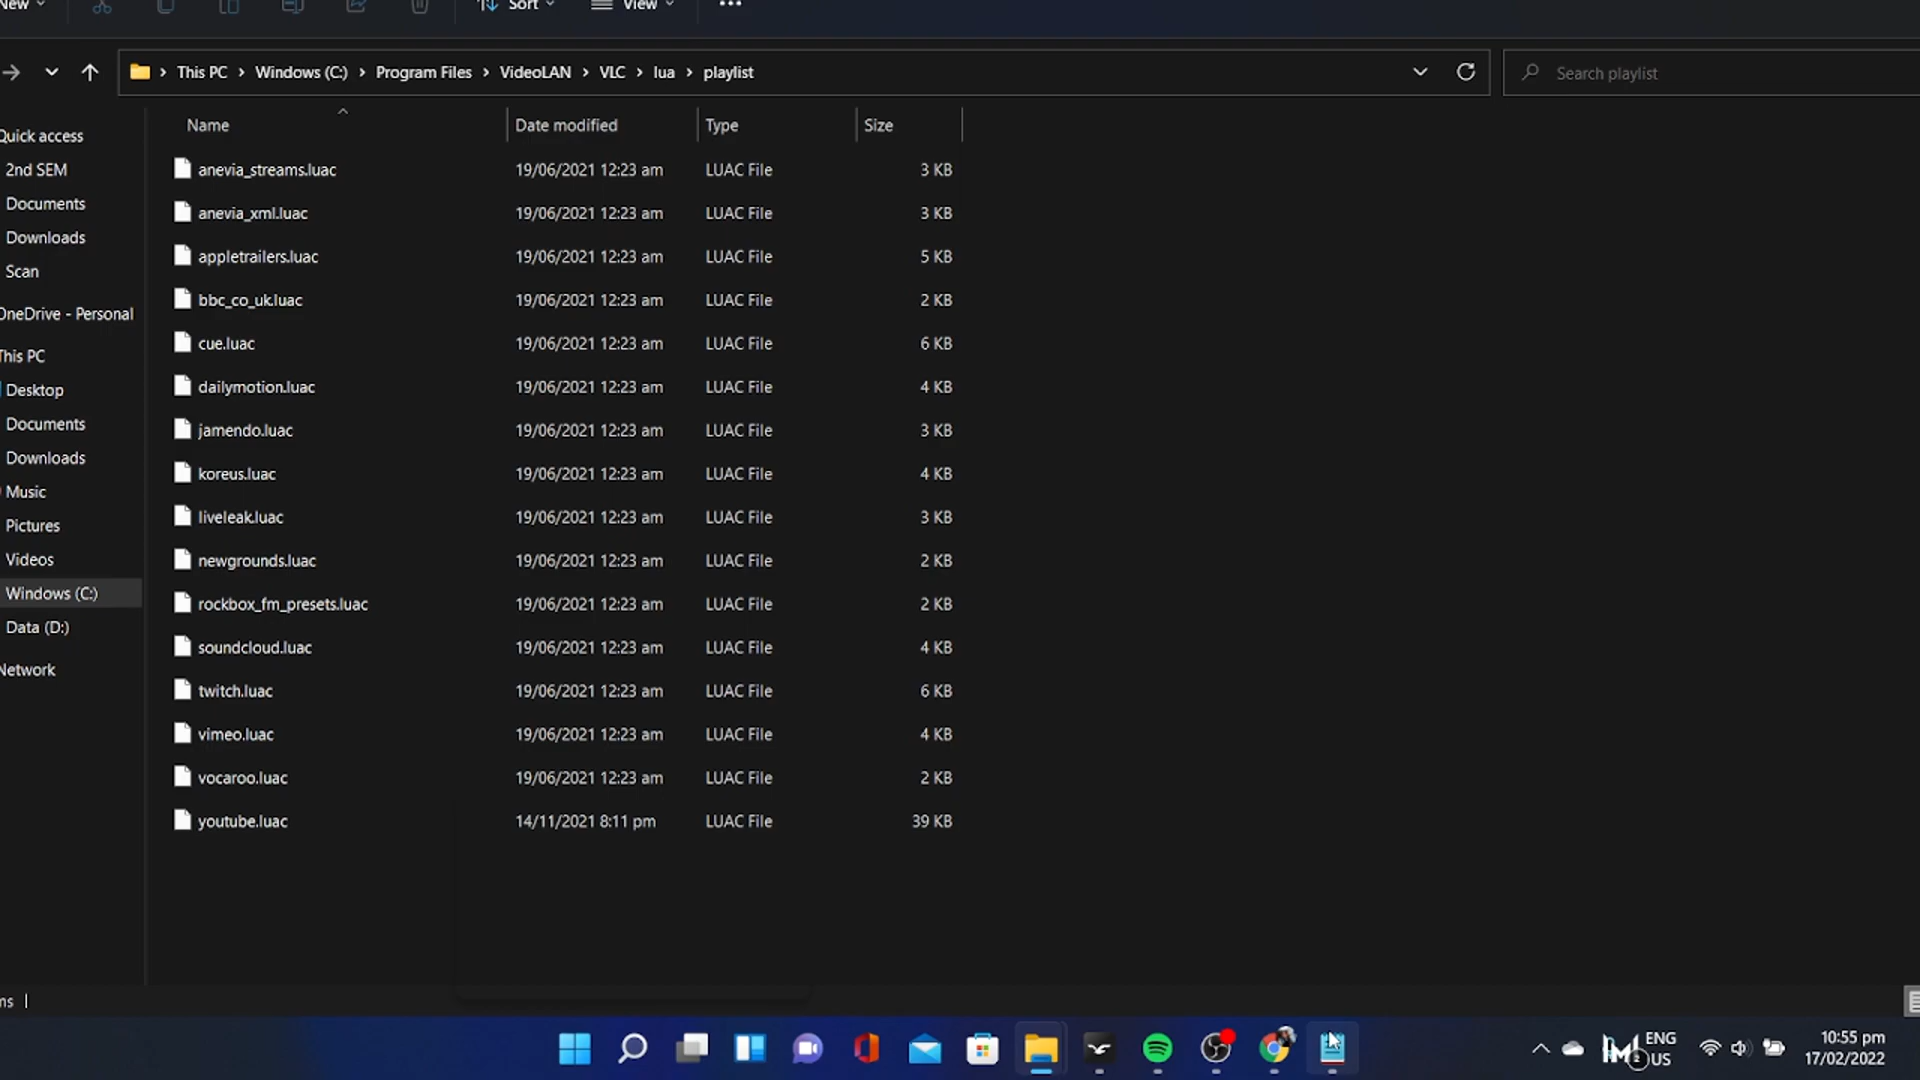 New
Sort
View
This PC > Windows (C:) > Program Files > VideoLAN > VLC > lua > playlist
Search playlist
Name Date modified Type Size
Quick access
2nd SEM
Documents
Downloads
Scan
OneDrive - Personal
This PC
Desktop
Documents
Downloads
Music
Pictures
Videos
Windows (C:)
Data (D:)
Network
anevia_streams.luac 19/06/2021 12:23 am LUAC File 3 KB
anevia_xml.luac 19/06/2021 12:23 am LUAC File 3 KB
appletrailers.luac 19/06/2021 12:23 am LUAC File 5 KB
bbc_co_uk.luac 19/06/2021 12:23 am LUAC File 2 KB
cue.luac 19/06/2021 12:23 am LUAC File 6 KB
dailymotion.luac 19/06/2021 12:23 am LUAC File 4 KB
jamendo.luac 19/06/2021 12:23 am LUAC File 3 KB
koreus.luac 19/06/2021 12:23 am LUAC File 4 KB
liveleak.luac 19/06/2021 12:23 am LUAC File 3 KB
newgrounds.luac 19/06/2021 12:23 am LUAC File 2 KB
rockbox_fm_presets.luac 19/06/2021 12:23 am LUAC File 2 KB
soundcloud.luac 19/06/2021 12:23 am LUAC File 4 KB
twitch.luac 19/06/2021 12:23 am LUAC File 6 KB
vimeo.luac 19/06/2021 12:23 am LUAC File 4 KB
vocaroo.luac 19/06/2021 12:23 am LUAC File 2 KB
youtube.luac 14/11/2021 8:11 pm LUAC File 39 KB
ms
ENG
US
10:55 pm
17/02/2022